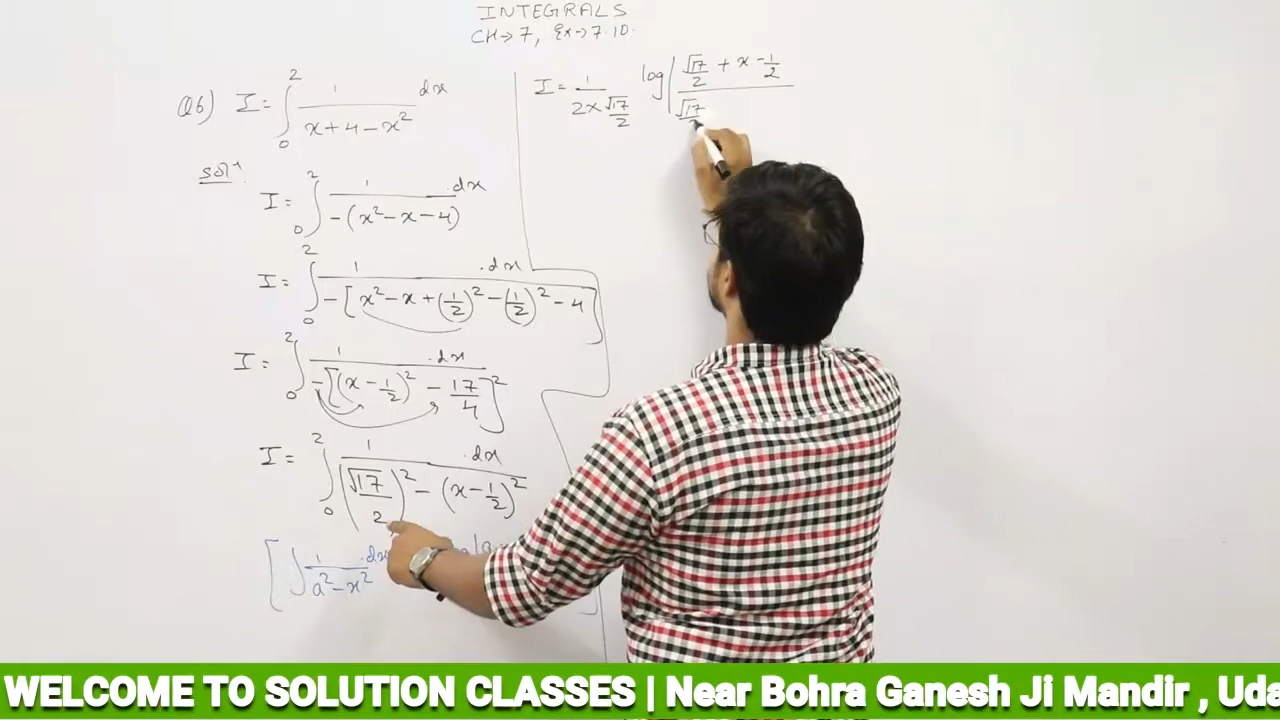 INTEGRALS
CH→7, Ex→7.10.
Q6) I = ∫₀² 1/(x+4−x²) dx
solⁿ
I = ∫₀² 1/(−(x²−x−4)) .dx
I = ∫₀² 1/(−[x²−x+(1/2)²−(1/2)²−4]) .dx
I = ∫₀² 1/(−[(x−1/2)²−17/4]²) .dx
I = ∫₀² 1/((√17/2)²−(x−1/2)²) .dx
[∫ 1/(a²−x²) .dx
I = 1/(2×√17/2) log| (√17/2 + x − 1/2)/(√17
WELCOME TO SOLUTION CLASSES | Near Bohra Ganesh Ji Mandir , Uda